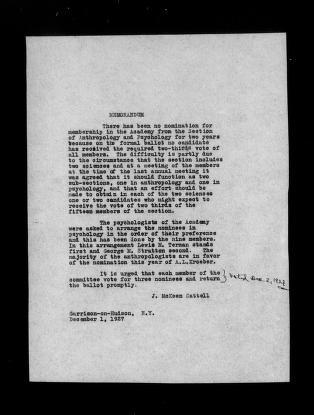 MEMORANDUM
There has been no nomination for
membership in the Academy from the Section
of Anthropology and Psychology for two years
because on the formal ballot no candidate
has received the required two-thirds vote of
all members. The difficulty is partly due
to the circumstance that the section includes
two sciences and at a meeting of the members
at the time of the last annual meeting it
was agreed that it should function as two
sub-sections, one in anthropology and one in
psychology, and that an effort should be
made to obtain in each of the two sciences
one or two candidates who might expect to
receive the vote of two thirds of the
fifteen members of the section.
The psychologists of the Academy
were asked to arrange the nominees in
psychology in the order of their preference
and this has been done by the nine members.
In this arrangement Lewis M. Terman stands
first and George M. Stratton second. The
majority of the anthropologists are in favor
of the nomination this year of A.L.Kroeber.
It is urged that each member of the
committee vote for three nominees and return
the ballot promptly.
Voted Dec. 2, 1927
J. McKeen Cattell
Garrison-on-Hudson, N.Y.
December 1, 1927